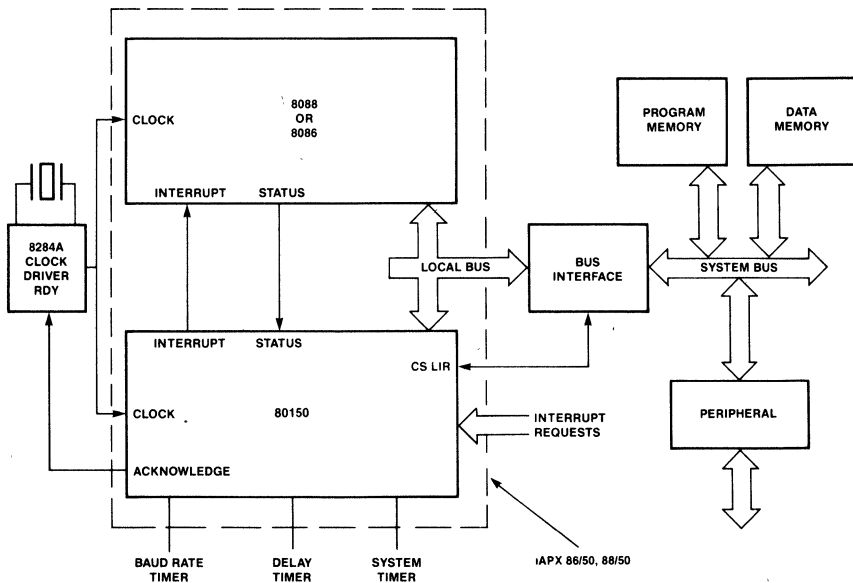 8088
OR
8086
CLOCK
INTERRUPT
STATUS
PROGRAM
MEMORY
DATA
MEMORY
8284A
CLOCK
DRIVER
RDY
LOCAL BUS
BUS
INTERFACE
SYSTEM BUS
INTERRUPT
STATUS
CS LIR
CLOCK
80150
INTERRUPT
REQUESTS
PERIPHERAL
ACKNOWLEDGE
BAUD RATE
TIMER
DELAY
TIMER
SYSTEM
TIMER
iAPX 86/50, 88/50